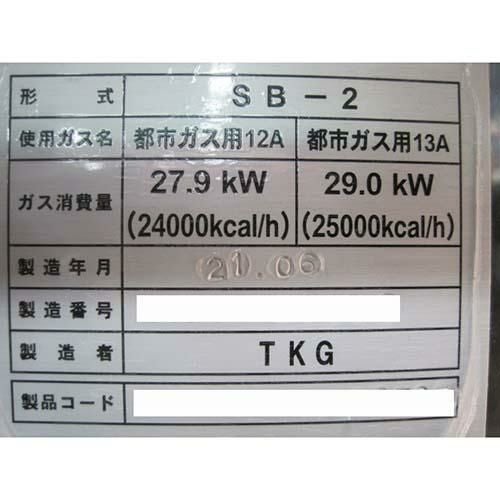 形式 SB-2
使用ガス名 都市ガス用12A 都市ガス用13A
ガス消費量 27.9 kW 29.0 kW
(24000kcal/h) (25000kcal/h)
製造年月 21.06
製造番号
製造者 TKG
製品コード